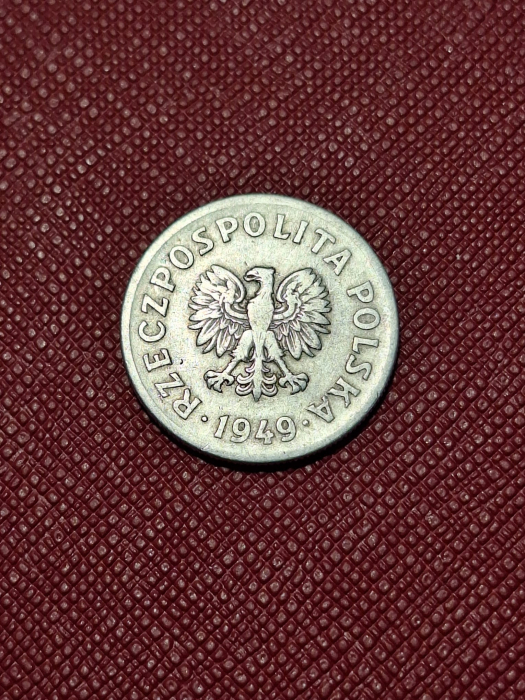 RZECZPOSPOLITA POLSKA
· 1949 ·